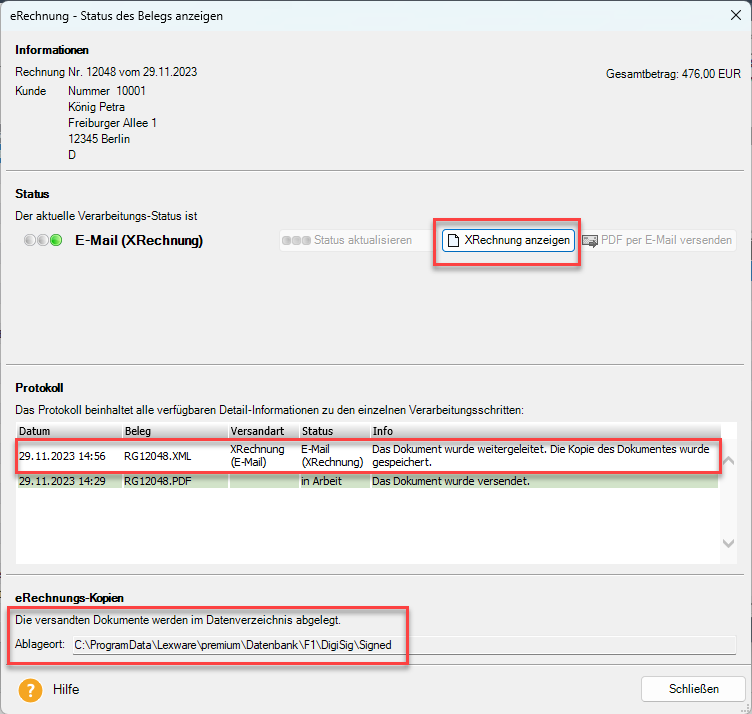 eRechnung - Status des Belegs anzeigen
Informationen
Rechnung Nr. 12048 vom 29.11.2023
Gesamtbetrag: 476,00 EUR
Kunde Nummer 10001
König Petra
Freiburger Allee 1
12345 Berlin
D
Status
Der aktuelle Verarbeitungs-Status ist
E-Mail (XRechnung) Status aktualisieren XRechnung anzeigen PDF per E-Mail versenden
Protokoll
Das Protokoll beinhaltet alle verfügbaren Detail-Informationen zu den einzelnen Verarbeitungsschritten:
Datum Beleg Versandart Status Info
29.11.2023 14:56 RG12048.XML XRechnung (E-Mail) E-Mail (XRechnung) Das Dokument wurde weitergeleitet. Die Kopie des Dokumentes wurde gespeichert.
29.11.2023 14:29 RG12048.PDF in Arbeit Das Dokument wurde versendet.
eRechnungs-Kopien
Die versandten Dokumente werden im Datenverzeichnis abgelegt.
Ablageort: C:\ProgramData\Lexware\premium\Datenbank\F1\DigiSig\Signed
? Hilfe Schließen